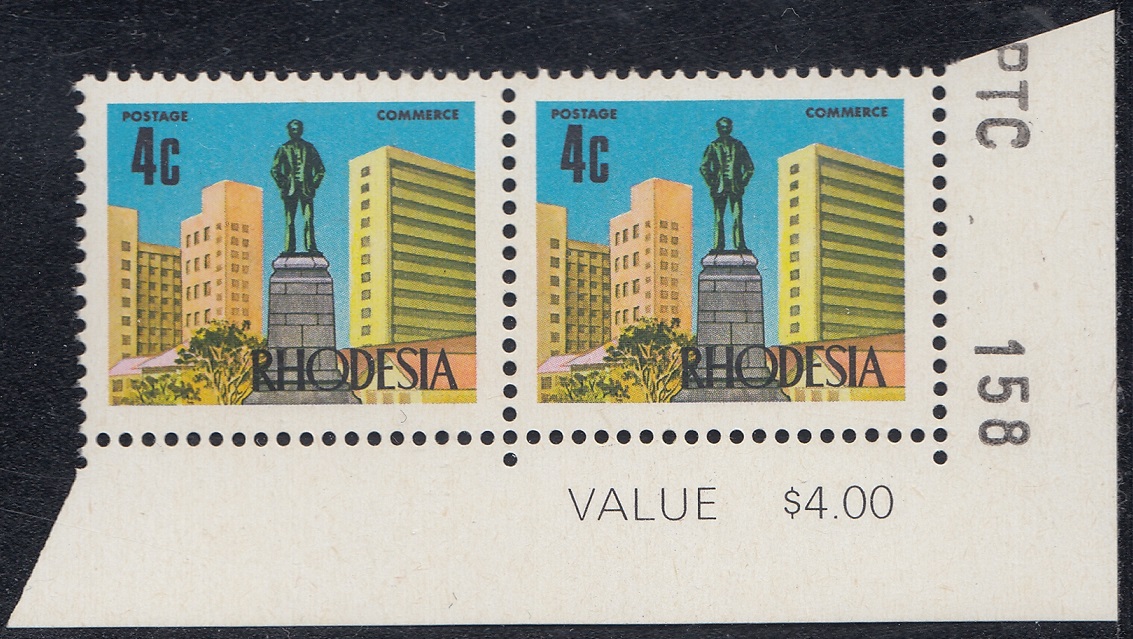 POSTAGE COMMERCE
4c
RHODESIA
POSTAGE COMMERCE
4c
RHODESIA
PTC 158
VALUE $4.00